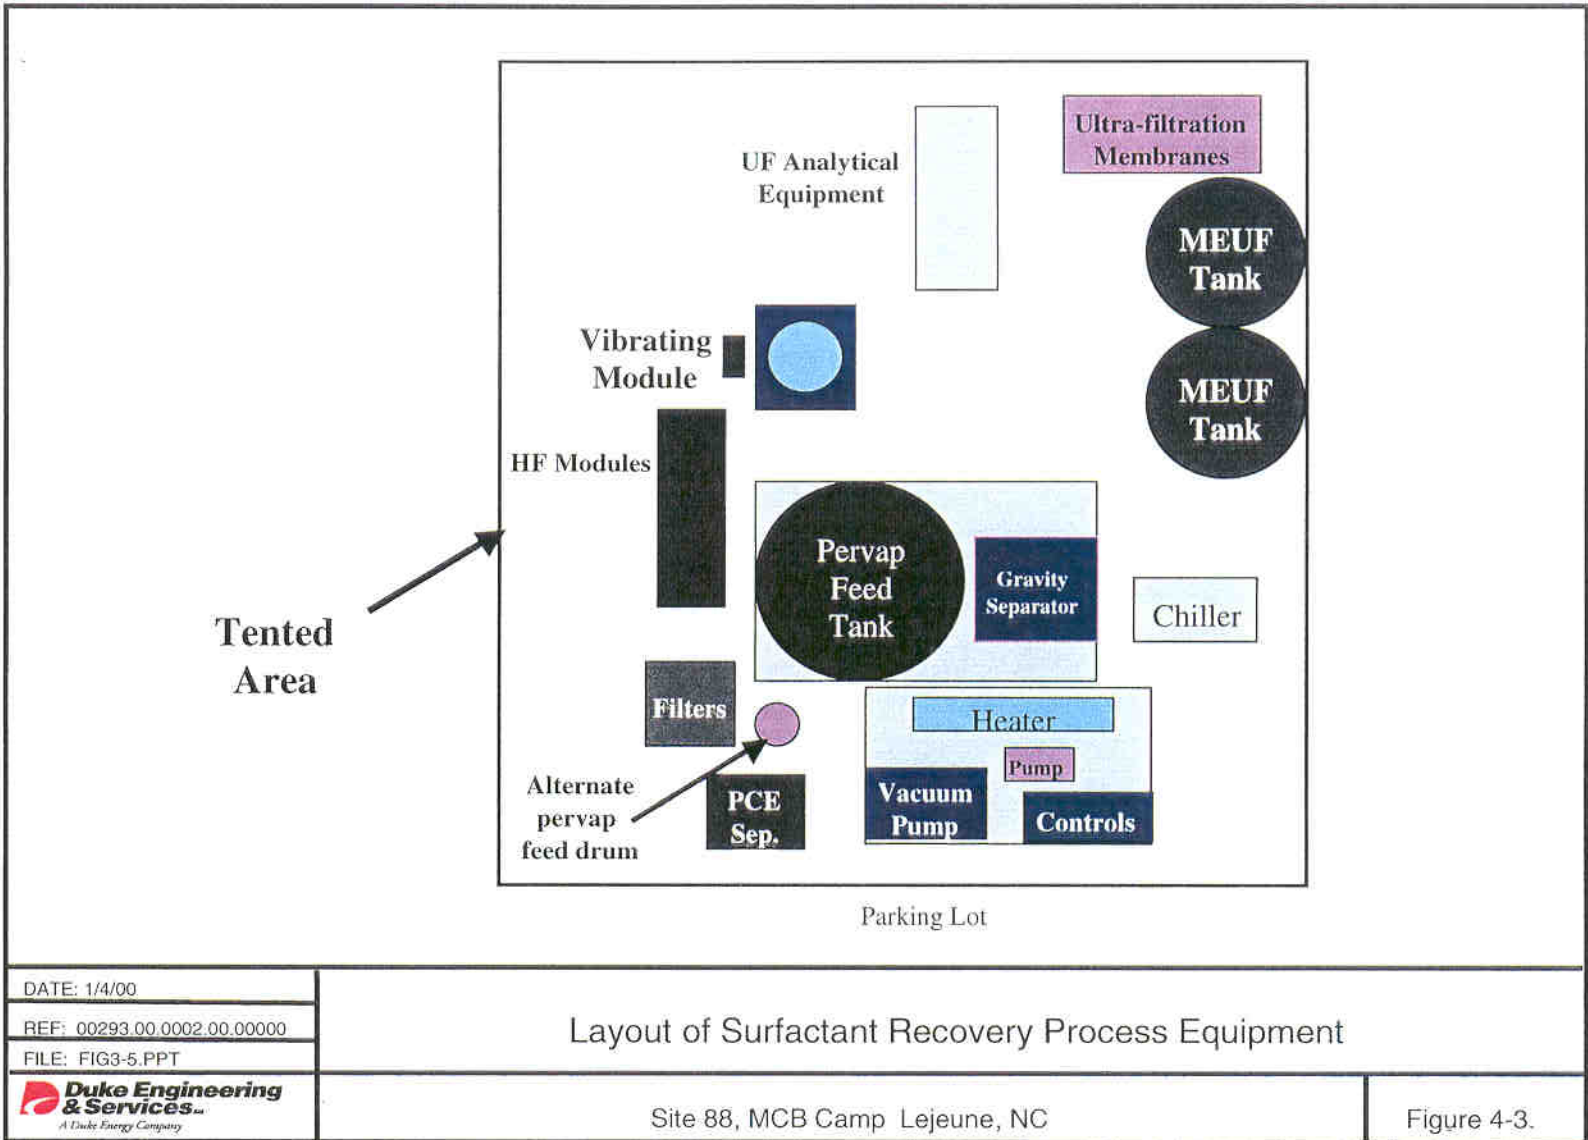 Ultra-filtration
Membranes
UF Analytical
Equipment
MEUF
Tank
Vibrating
Module
MEUF
Tank
HF Modules
Pervap
Feed
Tank
Gravity
Separator
Chiller
Tented
Area
Filters
Heater
Pump
Alternate
pervap
feed drum
PCE
Sep.
Vacuum
Pump
Controls
Parking Lot
DATE: 1/4/00
REF: 00293.00.0002.00.00000
FILE: FIG3-5.PPT
Layout of Surfactant Recovery Process Equipment
Duke Engineering
& Services
A Duke Energy Company
Site 88, MCB Camp Lejeune, NC
Figure 4-3.